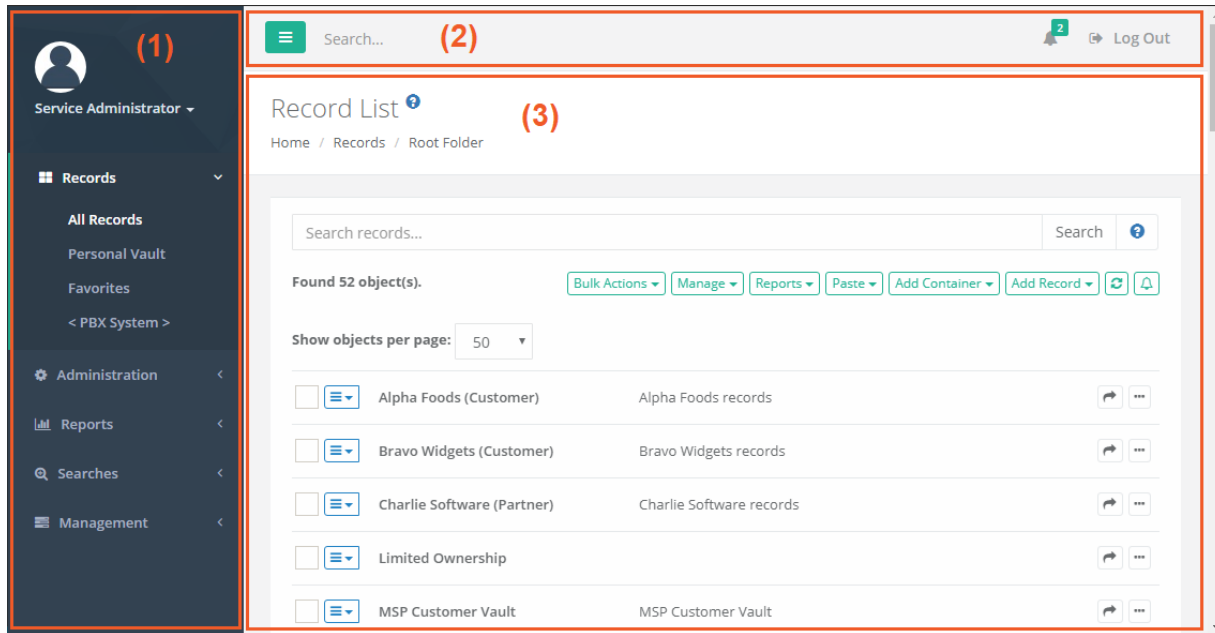 (1)
Service Administrator
Records
All Records
Personal Vault
Favorites
< PBX System >
Administration
Reports
Searches
Management
Search... (2) 2 Log Out
Record List ? (3)
Home / Records / Root Folder
Search records... Search ?
Found 52 object(s). Bulk Actions Manage Reports Paste Add Container Add Record
Show objects per page: 50
Alpha Foods (Customer) Alpha Foods records
Bravo Widgets (Customer) Bravo Widgets records
Charlie Software (Partner) Charlie Software records
Limited Ownership
MSP Customer Vault MSP Customer Vault